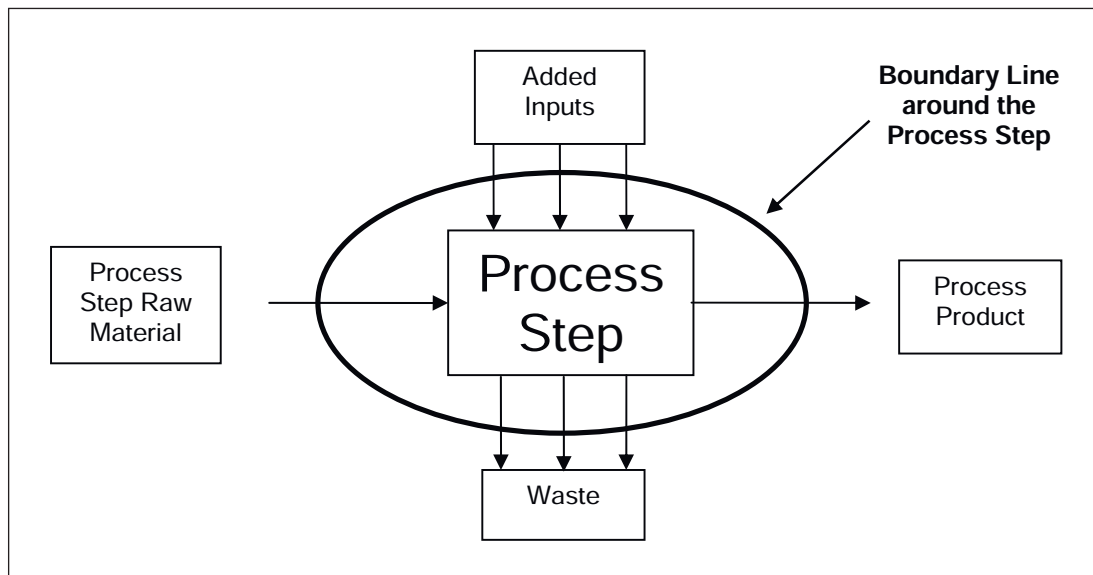 Added
Inputs
Boundary Line
around the
Process Step
Process
Step Raw
Material
Process
Step
Process
Product
Waste